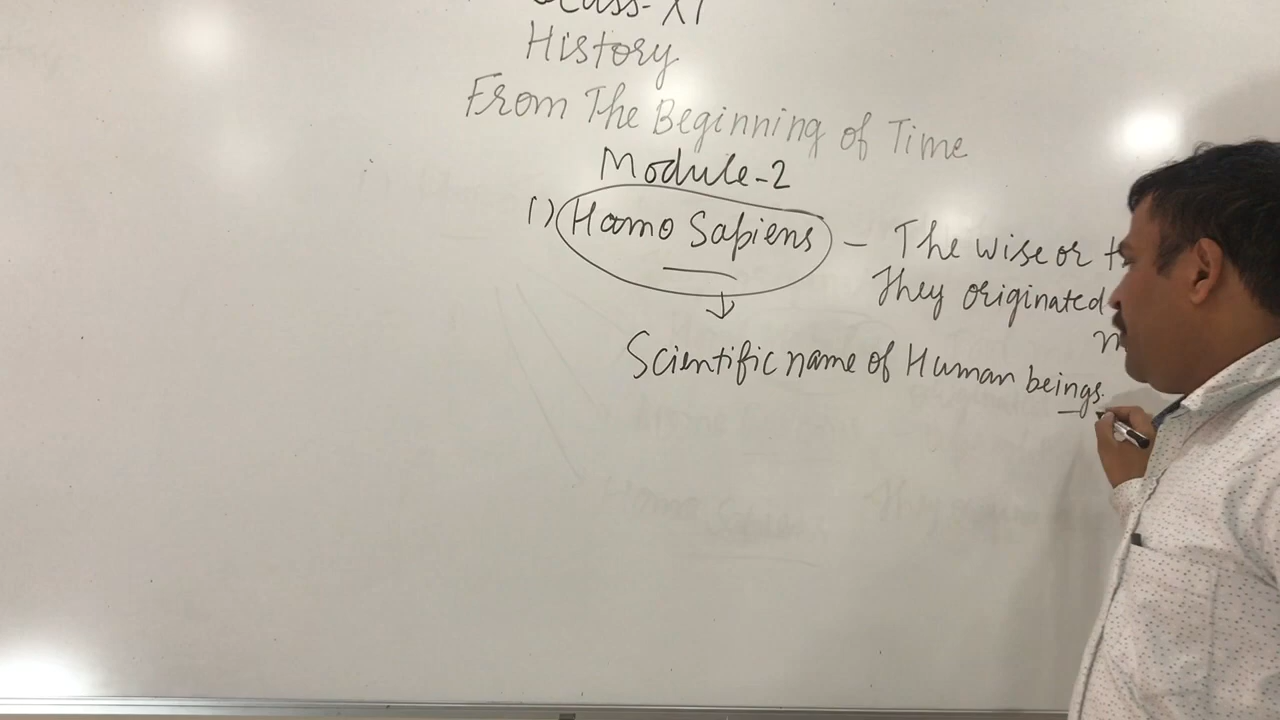 Class-XI
History
From The Beginning of Time
Module-2
1) Homo Sapiens – The wise or
They originated
Scientific name of Human beings.